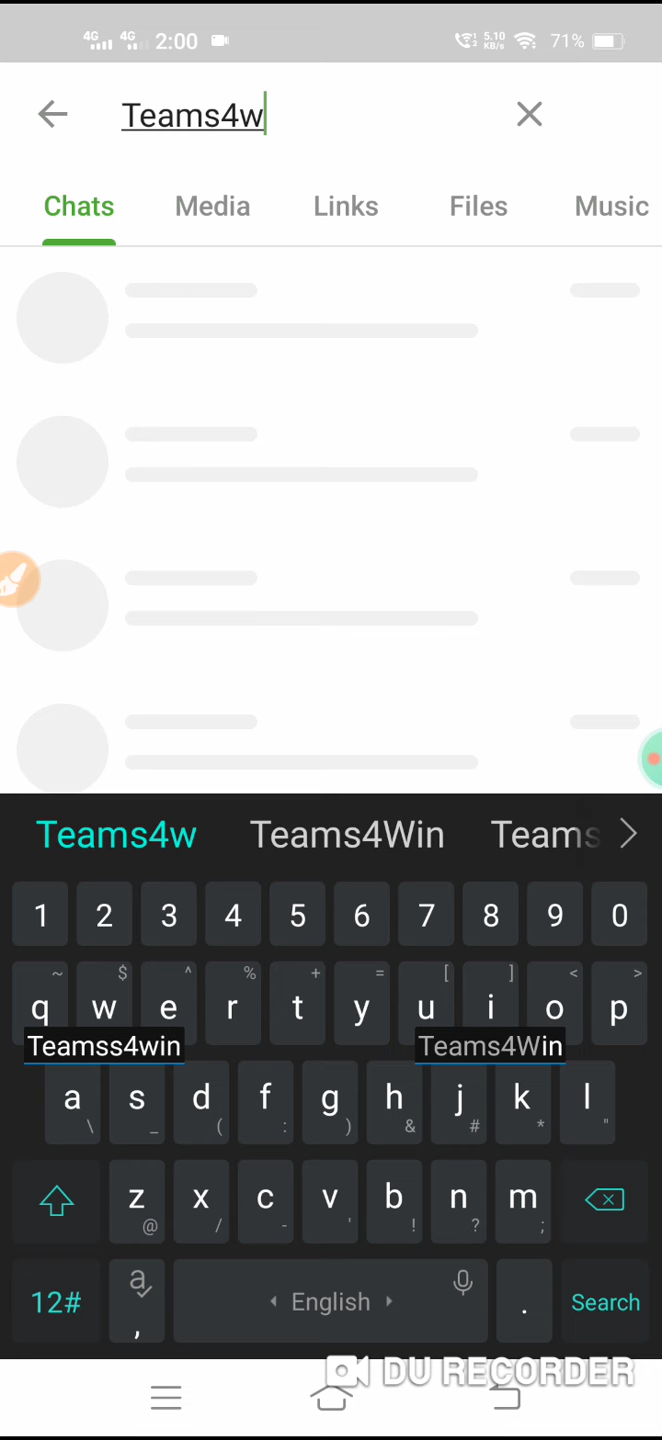 4G 4G 2:00 5.10 KB/s 71%
Teams4w
Chats Media Links Files Music
Teams4w Teams4Win Teams
1 2 3 4 5 6 7 8 9 0
~ $ ^ % + = [ ] < >
q w e r t y u i o p
Teamss4win Teams4Win
a s d f g h j k l
\ _ ( : ) & # * "
z x c v b n m
@ / - ' ! ? ;
12# a , English . Search
DU RECORDER